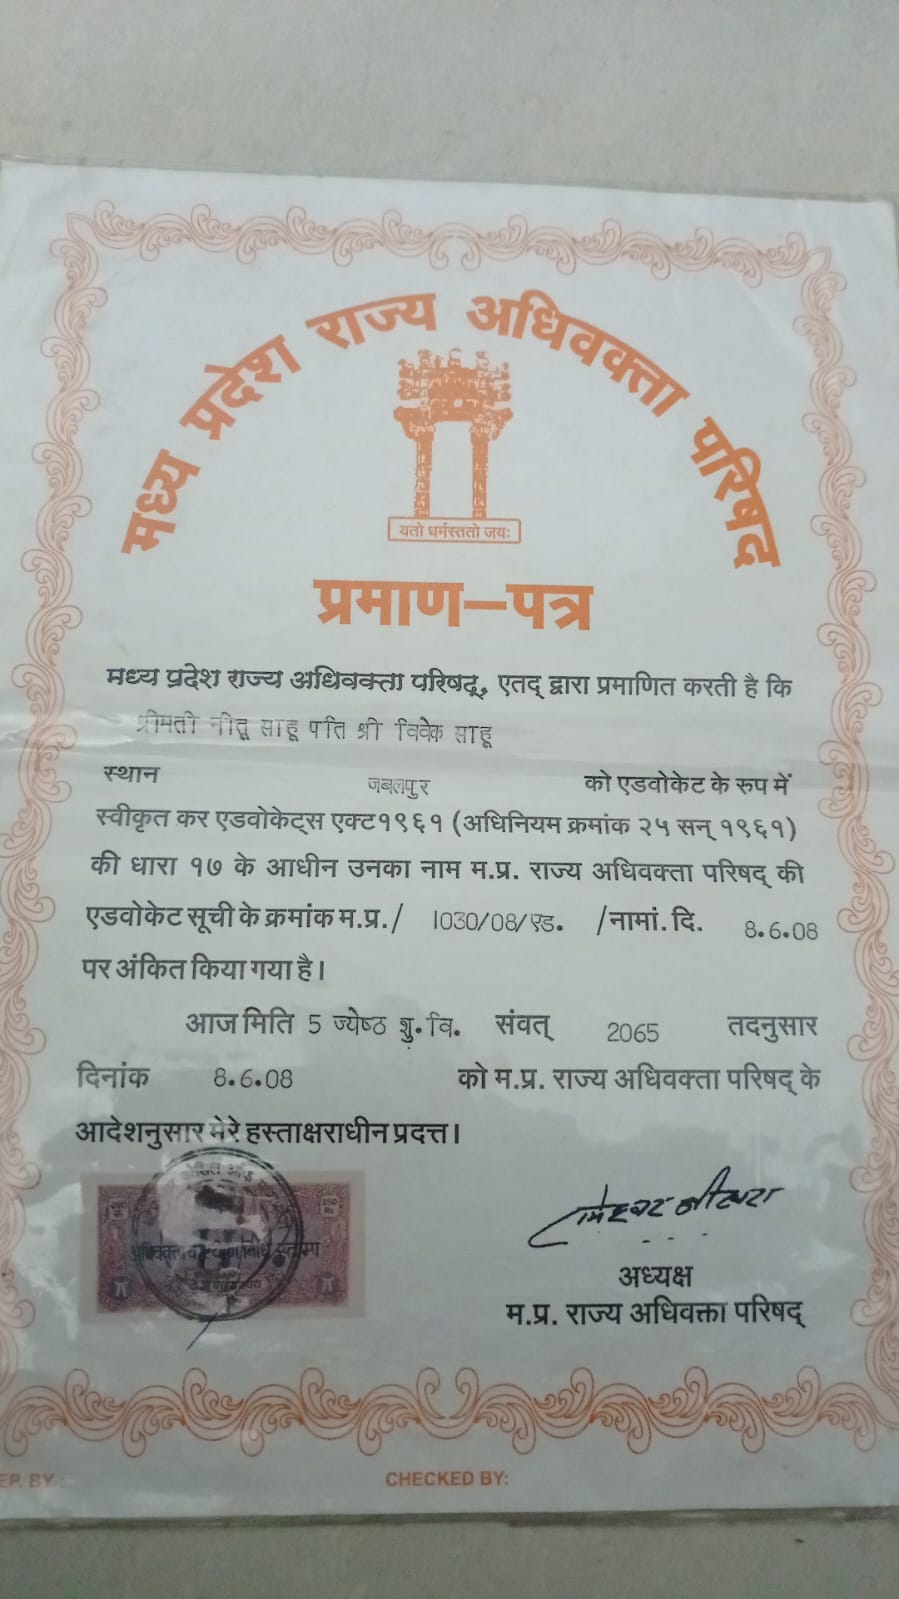 मध्य प्रदेश राज्य अधिवक्ता परिषद
यतो धर्मस्ततो जयः
प्रमाण–पत्र
मध्य प्रदेश राज्य अधिवक्ता परिषद्, एतद् द्वारा प्रमाणित करती है कि
श्रीमती नीतू साहू पति श्री विवेक साहू
स्थान जबलपुर को एडवोकेट के रुप में
स्वीकृत कर एडवोकेट्स एक्ट१९६१ (अधिनियम क्रमांक २५ सन् १९६१)
की धारा १७ के आधीन उनका नाम म.प्र. राज्य अधिवक्ता परिषद् की
एडवोकेट सूची के क्रमांक म.प्र./ 1030/08/एड. /नामां. दि. 8.6.08
पर अंकित किया गया है।
आज मिति 5 ज्येष्ठ शु.वि. संवत् 2065 तदनुसार
दिनांक 8.6.08 को म.प्र. राज्य अधिवक्ता परिषद् के
आदेशनुसार मेरे हस्ताक्षराधीन प्रदत्त।
अध्यक्ष
म.प्र. राज्य अधिवक्ता परिषद्
250 Rs
EP. BY
CHECKED BY: